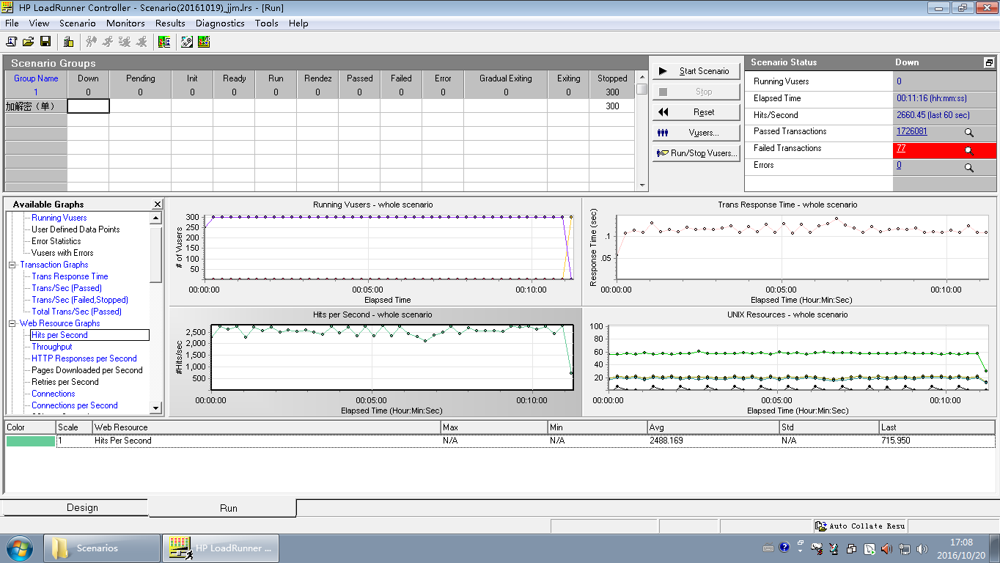 HP LoadRunner Controller - Scenario(20161019)_jjm.lrs - [Run]
File View Scenario Monitors Results Diagnostics Tools Help
Scenario Groups
Group Name Down Pending Init Ready Run Rendez Passed Failed Error Gradual Exiting Exiting Stopped
1 0 0 0 0 0 0 0 0 0 0 0 300
加解密（单） 300
Start Scenario
Stop
Reset
Vusers...
Run/Stop Vusers...
Scenario Status Down
Running Vusers 0
Elapsed Time 00:11:16 (hh:mm:ss)
Hits/Second 2660.45 (last 60 sec)
Passed Transactions 1726081
Failed Transactions 77
Errors 0
Available Graphs
Running Vusers
User Defined Data Points
Error Statistics
Vusers with Errors
Transaction Graphs
Trans Response Time
Trans/Sec (Passed)
Trans/Sec (Failed,Stopped)
Total Trans/Sec (Passed)
Web Resource Graphs
Hits per Second
Throughput
HTTP Responses per Second
Pages Downloaded per Second
Retries per Second
Connections
Connections per Second
Running Vusers - whole scenario
# of Vusers
300
250
200
150
100
50
00:00:00 00:05:00 00:10:00
Elapsed Time
Trans Response Time - whole scenario
Response Time (sec)
.1
.05
00:00:00 00:05:00 00:10:00
Elapsed Time (Hour:Min:Sec)
Hits per Second - whole scenario
#Hits/sec
2,500
2,000
1,500
1,000
500
00:00:00 00:05:00 00:10:00
Elapsed Time (Hour:Min:Sec)
UNIX Resources - whole scenario
100
80
60
40
20
00:00:00 00:05:00 00:10:00
Elapsed Time (Hour:Min:Sec)
Color Scale Web Resource Max Min Avg Std Last
1 Hits Per Second N/A N/A 2488.169 N/A 715.950
Design Run
Auto Collate Resu
Scenarios
HP LoadRunner ...
17:08
2016/10/20